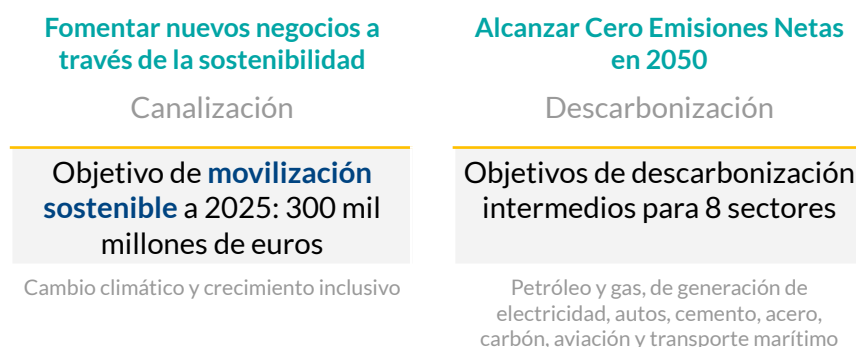 Fomentar nuevos negocios a
través de la sostenibilidad
Canalización
Objetivo de movilización
sostenible a 2025: 300 mil
millones de euros
Cambio climático y crecimiento inclusivo
Alcanzar Cero Emisiones Netas
en 2050
Descarbonización
Objetivos de descarbonización
intermedios para 8 sectores
Petróleo y gas, de generación de
electricidad, autos, cemento, acero,
carbón, aviación y transporte marítimo